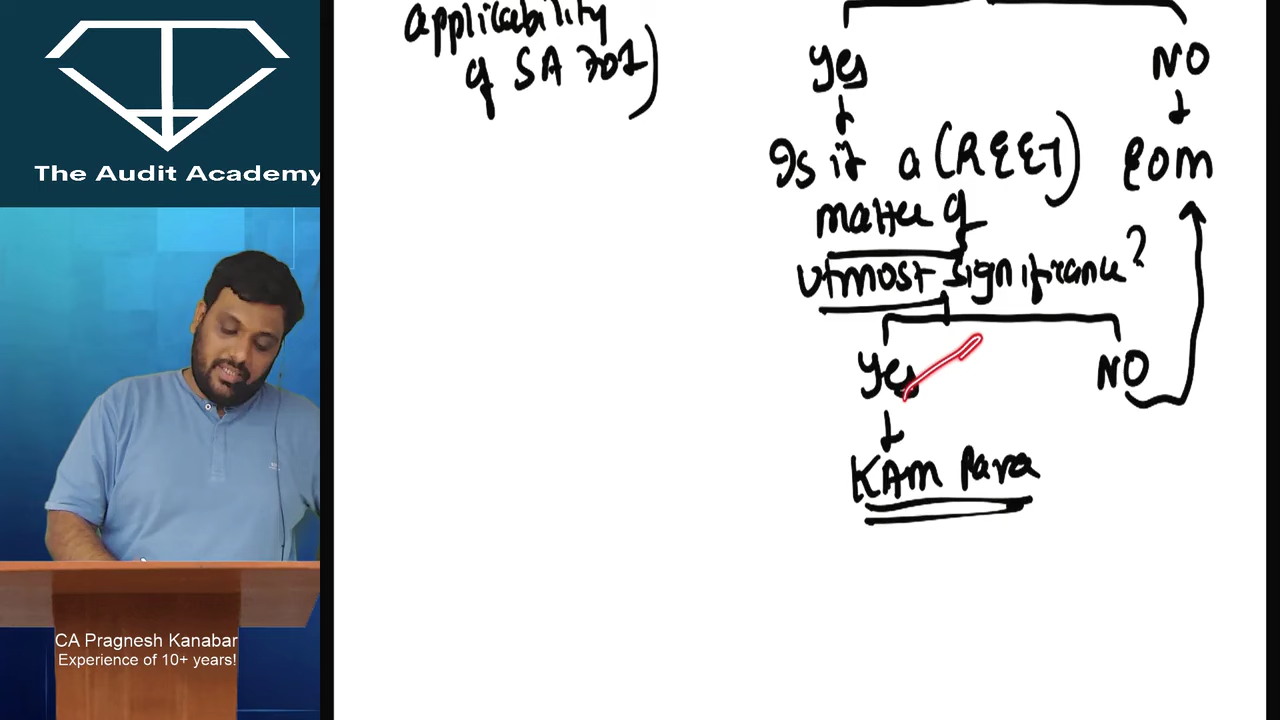 applicability
of SA 701)
Yes
NO
Is it a (REET)
EOM
matter of
utmost significance?
Yes
NO
KAM Para
The Audit Academy
CA Pragnesh Kanabar
Experience of 10+ years!